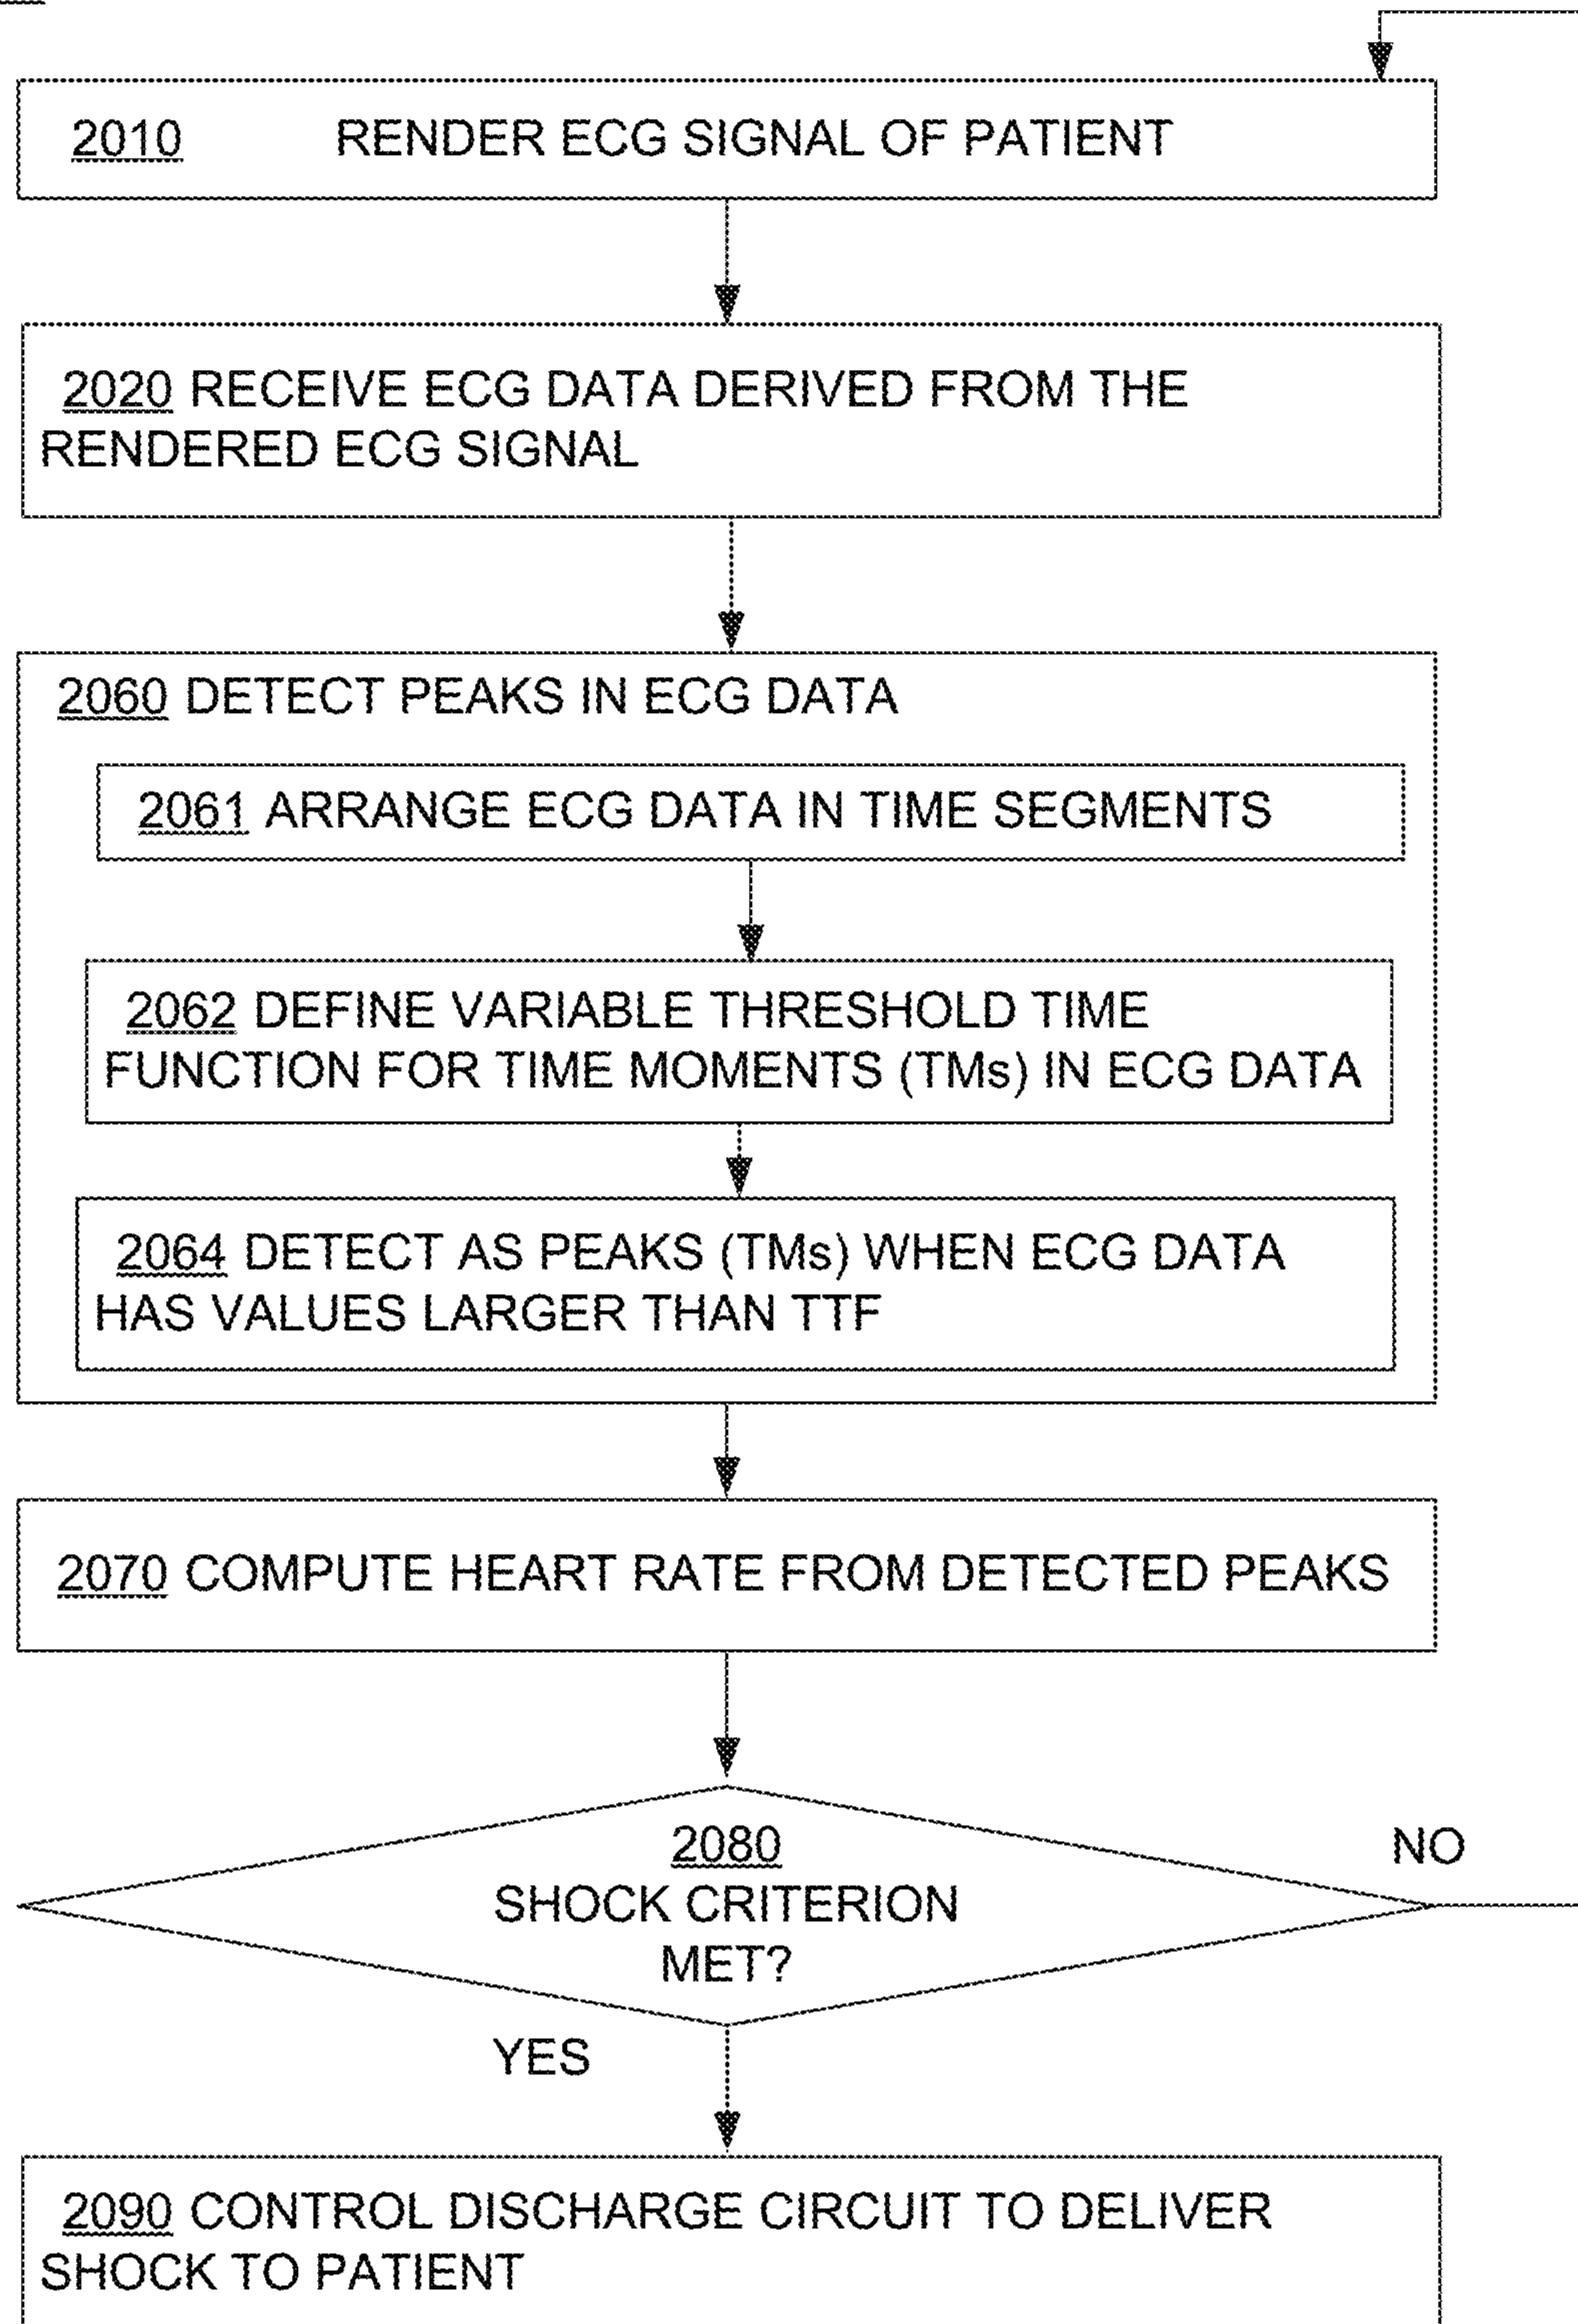 2010 RENDER ECG SIGNAL OF PATIENT
2020 RECEIVE ECG DATA DERIVED FROM THE
RENDERED ECG SIGNAL
2060 DETECT PEAKS IN ECG DATA
2061 ARRANGE ECG DATA IN TIME SEGMENTS
2062 DEFINE VARIABLE THRESHOLD TIME
FUNCTION FOR TIME MOMENTS (TMs) IN ECG DATA
2064 DETECT AS PEAKS (TMs) WHEN ECG DATA
HAS VALUES LARGER THAN TTF
2070 COMPUTE HEART RATE FROM DETECTED PEAKS
2080
SHOCK CRITERION
MET?
NO
YES
2090 CONTROL DISCHARGE CIRCUIT TO DELIVER
SHOCK TO PATIENT